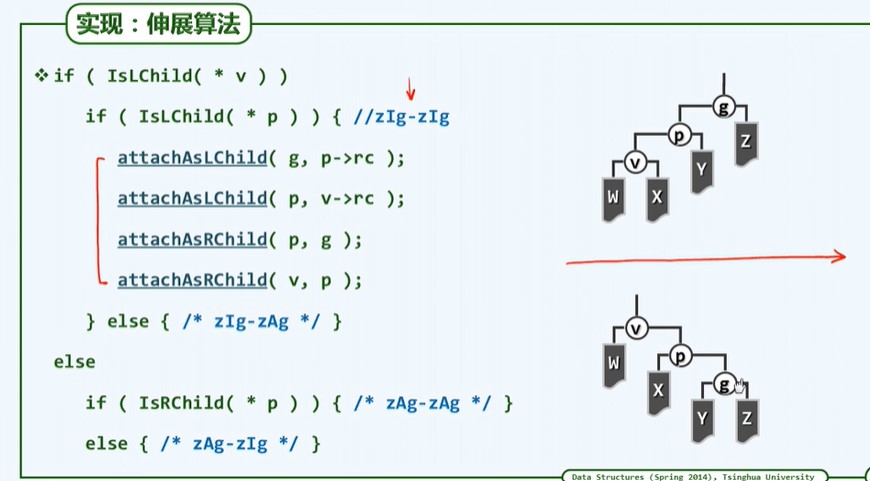 实现：伸展算法
❖if ( IsLChild( * v ) )
if ( IsLChild( * p ) ) { //zIg-zIg
attachAsLChild( g, p->rc );
attachAsLChild( p, v->rc );
attachAsRChild( p, g );
attachAsRChild( v, p );
} else { /* zIg-zAg */ }
else
if ( IsRChild( * p ) ) { /* zAg-zAg */ }
else { /* zAg-zIg */ }
g
p
Z
v
Y
W
X
v
W
p
X
g
Y
Z
Data Structures (Spring 2014), Tsinghua University